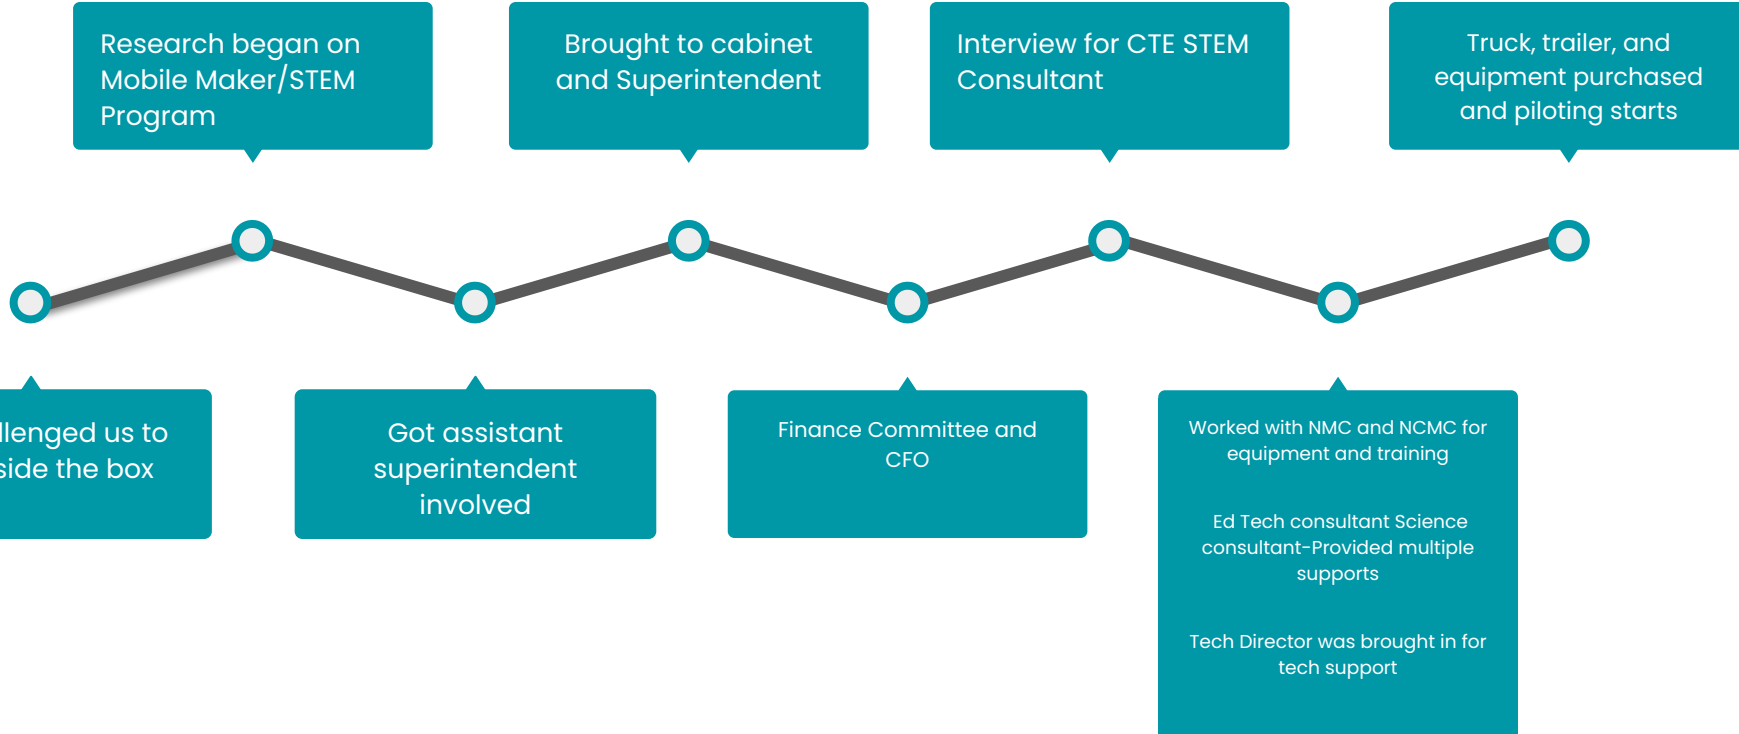 Research began on
Mobile Maker/STEM
Program
Brought to cabinet
and Superintendent
Interview for CTE STEM
Consultant
Truck, trailer, and
equipment purchased
and piloting starts
us to
the box
Got assistant
superintendent
involved
Finance Committee and
CFO
Worked with NMC and NCMC for
equipment and training
Ed Tech consultant Science
consultant-Provided multiple
supports
Tech Director was brought in for
tech support